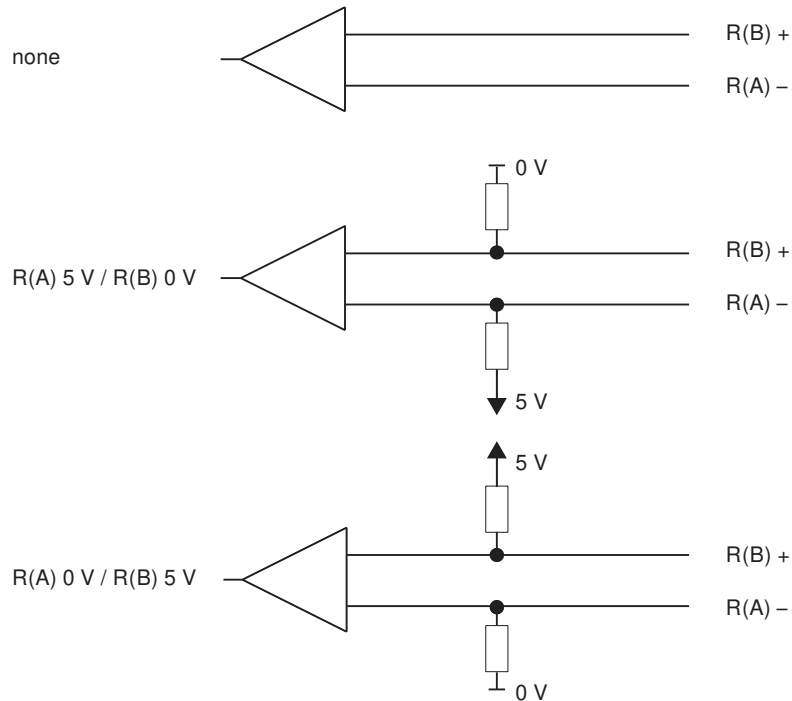 R(B) +
none
R(A) –
0 V
R(B) +
R(A) 5 V / R(B) 0 V
R(A) –
5 V
5 V
R(B) +
R(A) 0 V / R(B) 5 V
R(A) –
0 V